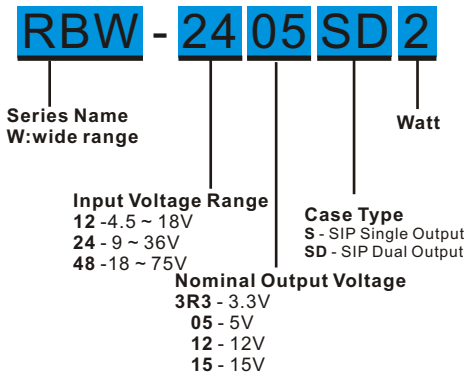 RBW - 24 05 SD 2
Series Name
W:wide range
Watt
Input Voltage Range
12 -4.5 ~ 18V
24 - 9 ~ 36V
48 -18 ~ 75V
Case Type
S - SIP Single Output
SD - SIP Dual Output
Nominal Output Voltage
3R3 - 3.3V
05 - 5V
12 - 12V
15 - 15V